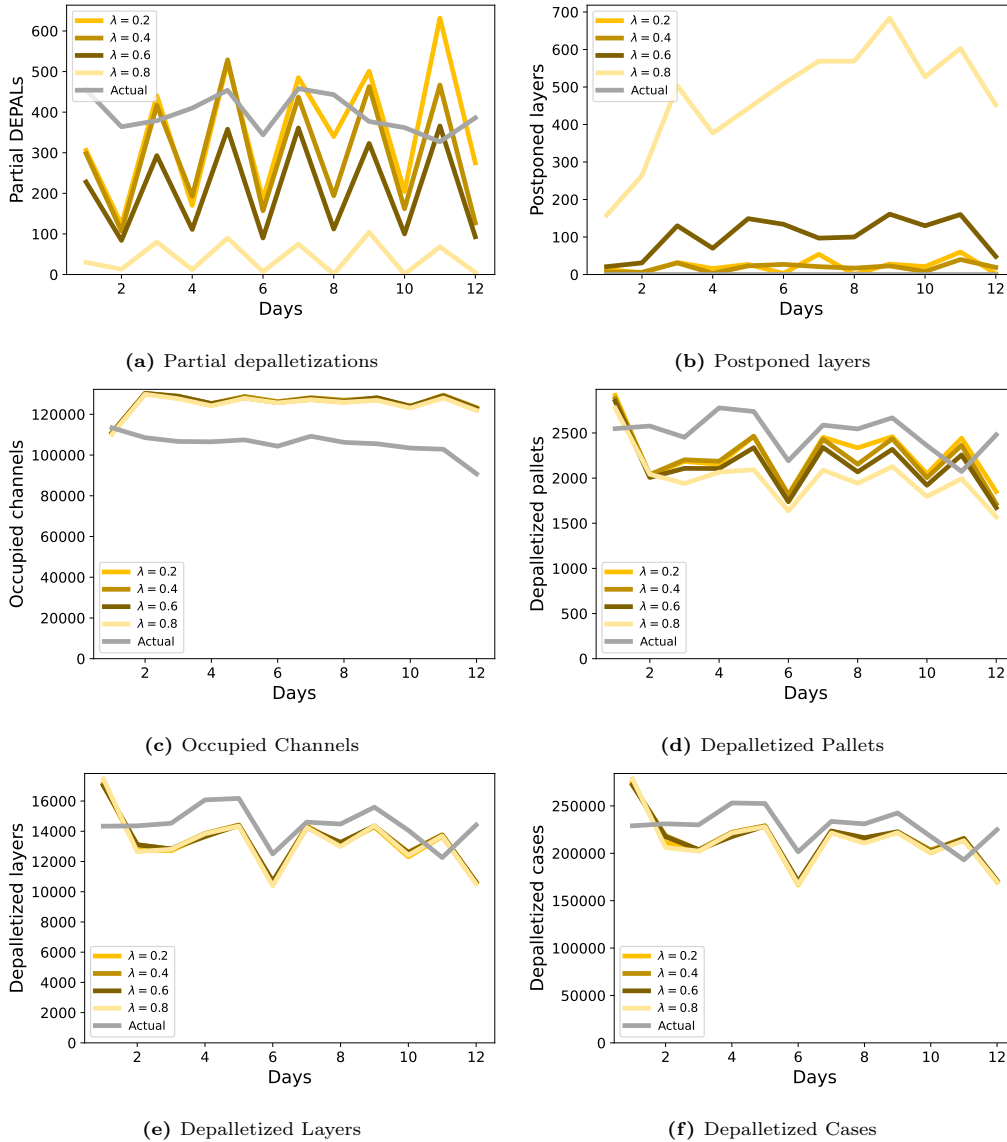 600
500
400
300
200
100
0
Partial DEPALs
λ = 0.2
λ = 0.4
λ = 0.6
λ = 0.8
Actual
2 4 6 8 10 12
Days
(a) Partial depalletizations
700
600
500
400
300
200
100
0
Postponed layers
λ = 0.2
λ = 0.4
λ = 0.6
λ = 0.8
Actual
2 4 6 8 10 12
Days
(b) Postponed layers
120000
100000
80000
60000
40000
20000
0
Occupied channels
λ = 0.2
λ = 0.4
λ = 0.6
λ = 0.8
Actual
2 4 6 8 10 12
Days
(c) Occupied Channels
2500
2000
1500
1000
500
0
Depalletized pallets
λ = 0.2
λ = 0.4
λ = 0.6
λ = 0.8
Actual
2 4 6 8 10 12
Days
(d) Depalletized Pallets
16000
14000
12000
10000
8000
6000
4000
2000
0
Depalletized layers
λ = 0.2
λ = 0.4
λ = 0.6
λ = 0.8
Actual
2 4 6 8 10 12
Days
(e) Depalletized Layers
250000
200000
150000
100000
50000
0
Depalletized cases
λ = 0.2
λ = 0.4
λ = 0.6
λ = 0.8
Actual
2 4 6 8 10 12
Days
(f) Depalletized Cases